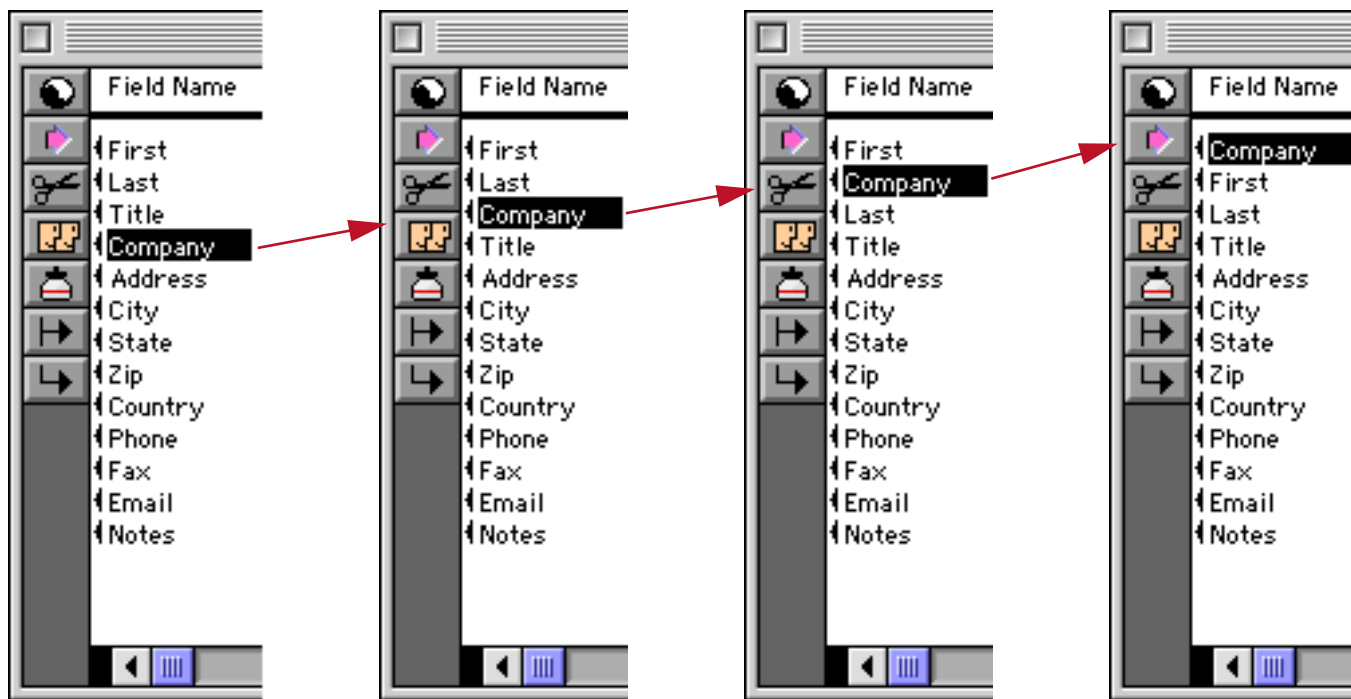 Field Name
First
Last
Title
Company
Address
City
State
Zip
Country
Phone
Fax
Email
Notes
Field Name
First
Last
Company
Title
Address
City
State
Zip
Country
Phone
Fax
Email
Notes
Field Name
First
Company
Last
Title
Address
City
State
Zip
Country
Phone
Fax
Email
Notes
Field Name
Company
First
Last
Title
Address
City
State
Zip
Country
Phone
Fax
Email
Notes